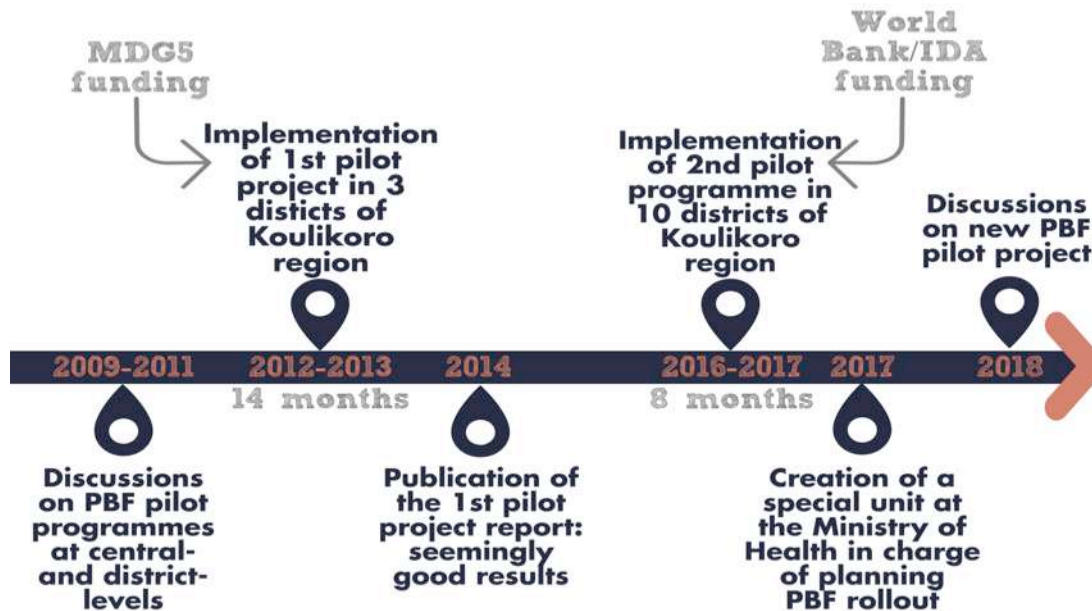 MDG5
funding
World
Bank/IDA
funding
Implementation
of 1st pilot
project in 3
disticts of
Koulikoro
region
Implementation
of 2nd pilot
programme in
10 districts of
Koulikoro
region
Discussions
on new PBF
pilot project
2009-2011
2012-2013
2014
2016-2017
2017
2018
14 months
8 months
Discussions
on PBF pilot
programmes
at central-
and district-
levels
Publication of
the 1st pilot
project report:
seemingly
good results
Creation of a
special unit at
the Ministry of
Health in charge
of planning
PBF rollout